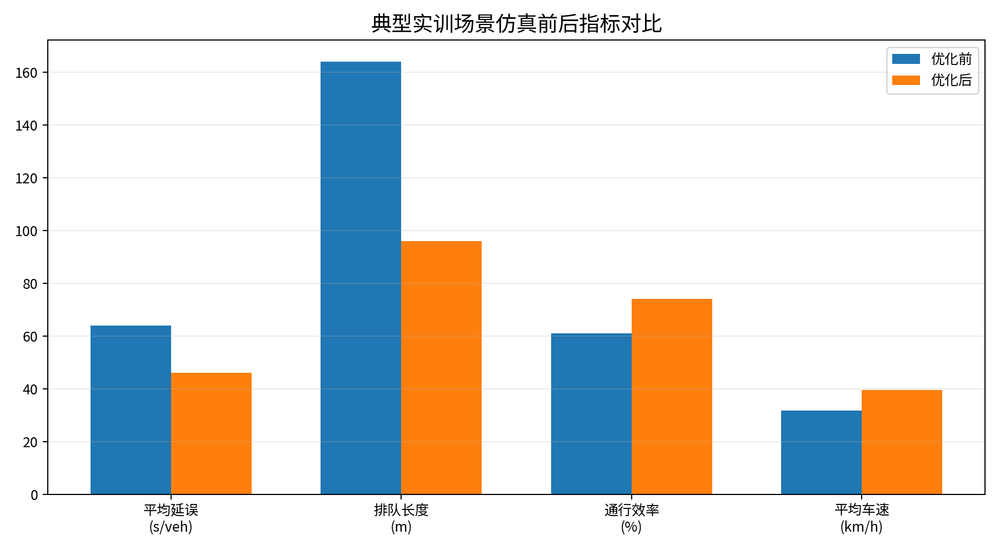 典型实训场景仿真前后指标对比
优化前
优化后
160
140
120
100
80
60
40
20
0
平均延误
(s/veh)
排队长度
(m)
通行效率
(%)
平均车速
(km/h)